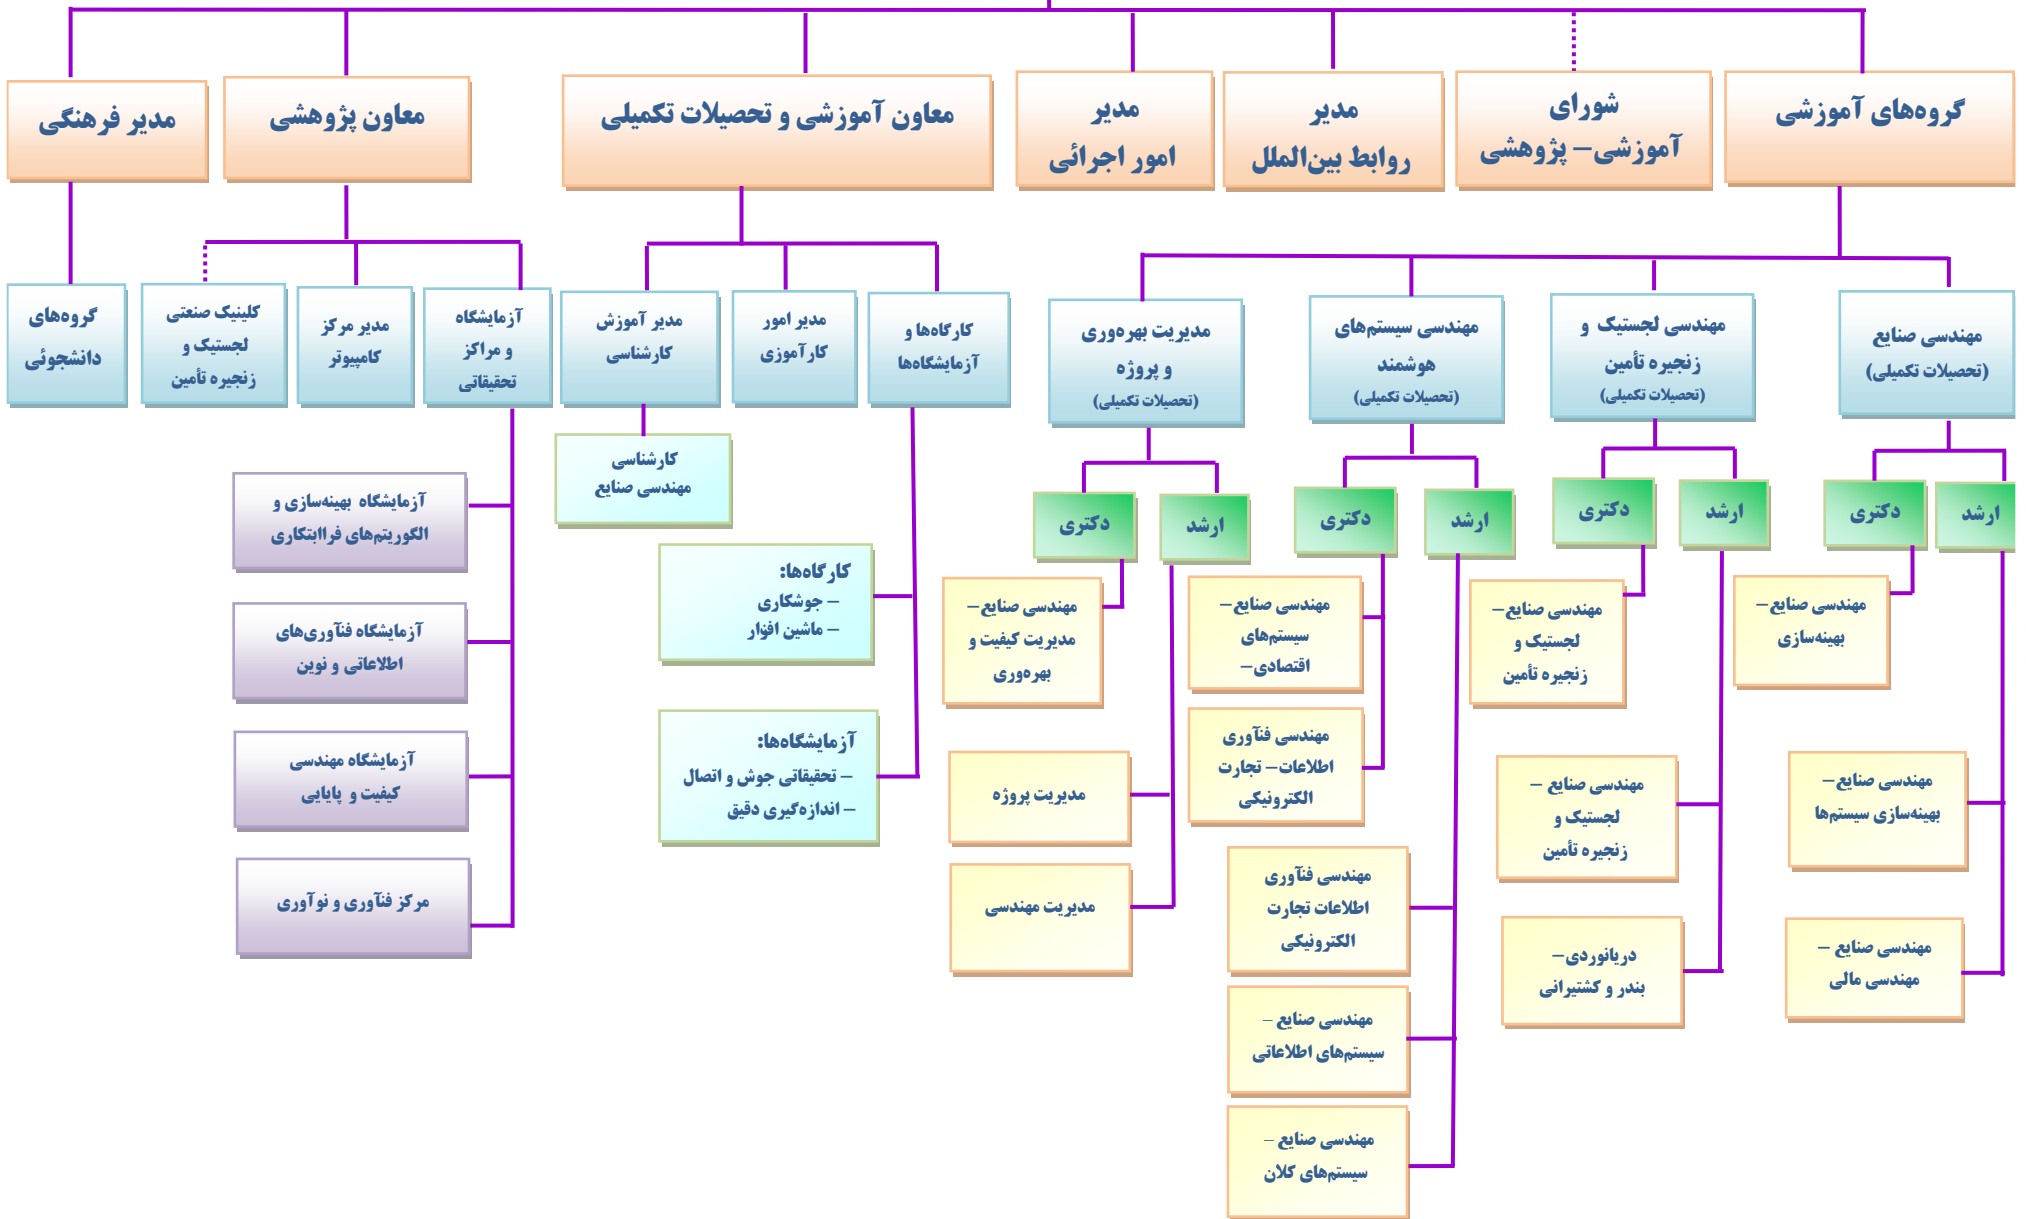 گروه‌های آموزشی
شورای
آموزشی– پژوهشی
مدیر
روابط بین‌الملل
مدیر
امور اجرائی
معاون آموزشی و تحصیلات تکمیلی
معاون پژوهشی
مدیر فرهنگی
مهندسی صنایع
(تحصیلات تکمیلی)
مهندسی لجستیک و
زنجیره تأمین
(تحصیلات تکمیلی)
مهندسی سیستم‌های
هوشمند
(تحصیلات تکمیلی)
مدیریت بهره‌وری
و پروژه
(تحصیلات تکمیلی)
کارگاه‌ها و
آزمایشگاه‌ها
مدیر امور
کارآموزی
مدیر آموزش
کارشناسی
آزمایشگاه
و مراکز
تحقیقاتی
مدیر مرکز
کامپیوتر
کلینیک صنعتی
لجستیک و
زنجیره تأمین
گروه‌های
دانشجوئی
ارشد
دکتری
ارشد
دکتری
ارشد
دکتری
ارشد
دکتری
کارشناسی
مهندسی صنایع
مهندسی صنایع–
بهینه‌سازی
مهندسی صنایع –
بهینه‌سازی سیستم‌ها
مهندسی صنایع –
مهندسی مالی
مهندسی صنایع–
لجستیک و
زنجیره تأمین
مهندسی صنایع –
لجستیک و
زنجیره تأمین
دریانوردی–
بندر و کشتیرانی
مهندسی صنایع–
سیستم‌های
اقتصادی–
مهندسی فنآوری
اطلاعات– تجارت
الکترونیکی
مهندسی فنآوری
اطلاعات تجارت
الکترونیکی
مهندسی صنایع –
سیستم‌های اطلاعاتی
مهندسی صنایع –
سیستم‌های کلان
مهندسی صنایع–
مدیریت کیفیت و
بهره‌وری
مدیریت پروژه
مدیریت مهندسی
کارگاه‌ها:
– جوشکاری
– ماشین افزار
آزمایشگاه‌ها:
– تحقیقاتی جوش و اتصال
– اندازه‌گیری دقیق
آزمایشگاه بهینه‌سازی و
الگوریتم‌های فراابتکاری
آزمایشگاه فنآوری‌های
اطلاعاتی و نوین
آزمایشگاه مهندسی
کیفیت و پایایی
مرکز فنآوری و نوآوری